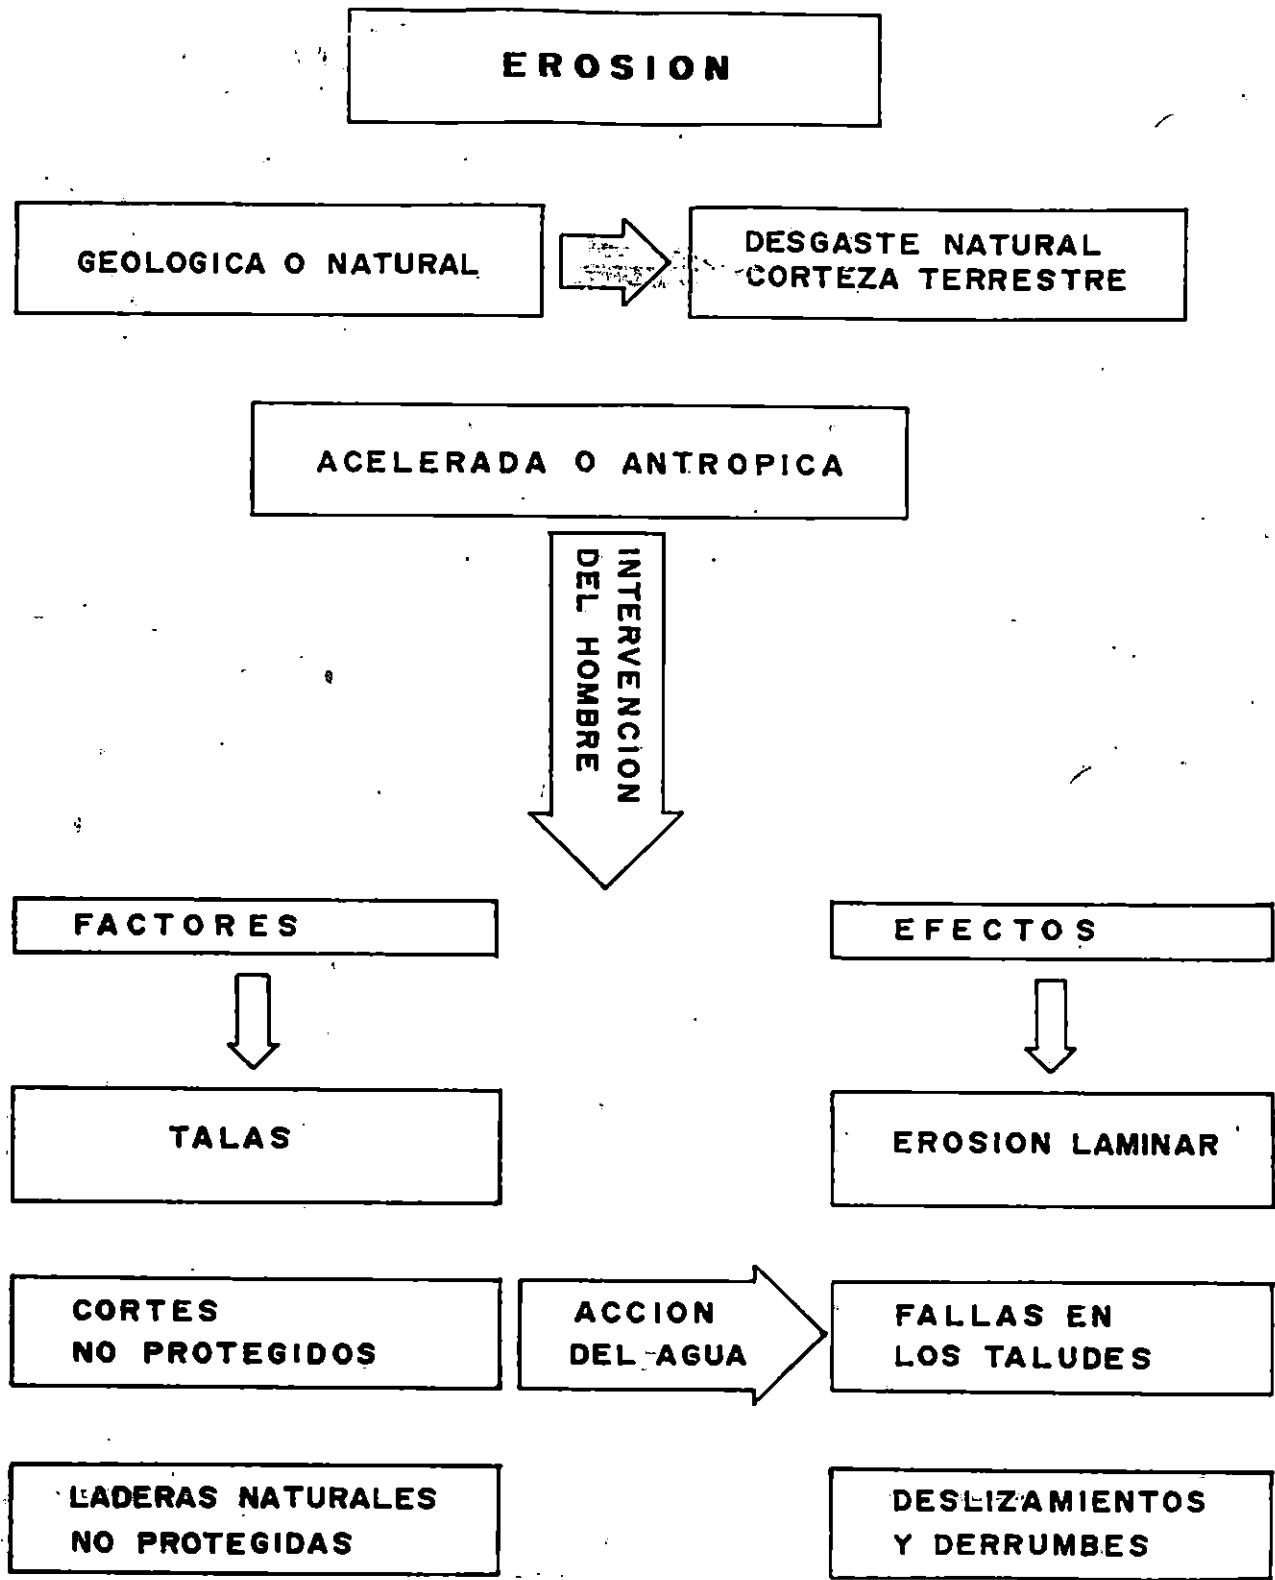 EROSION
GEOLOGICA O NATURAL
DESGASTE NATURAL
CORTEZA TERRESTRE
ACELERADA O ANTROPICA
INTERVENCION
DEL HOMBRE
FACTORES
EFECTOS
TALAS
EROSION LAMINAR
CORTES
NO PROTEGIDOS
ACCION
DEL AGUA
FALLAS EN
LOS TALUDES
LADERAS NATURALES
NO PROTEGIDAS
DESLIZAMIENTOS
Y DERRUMBES